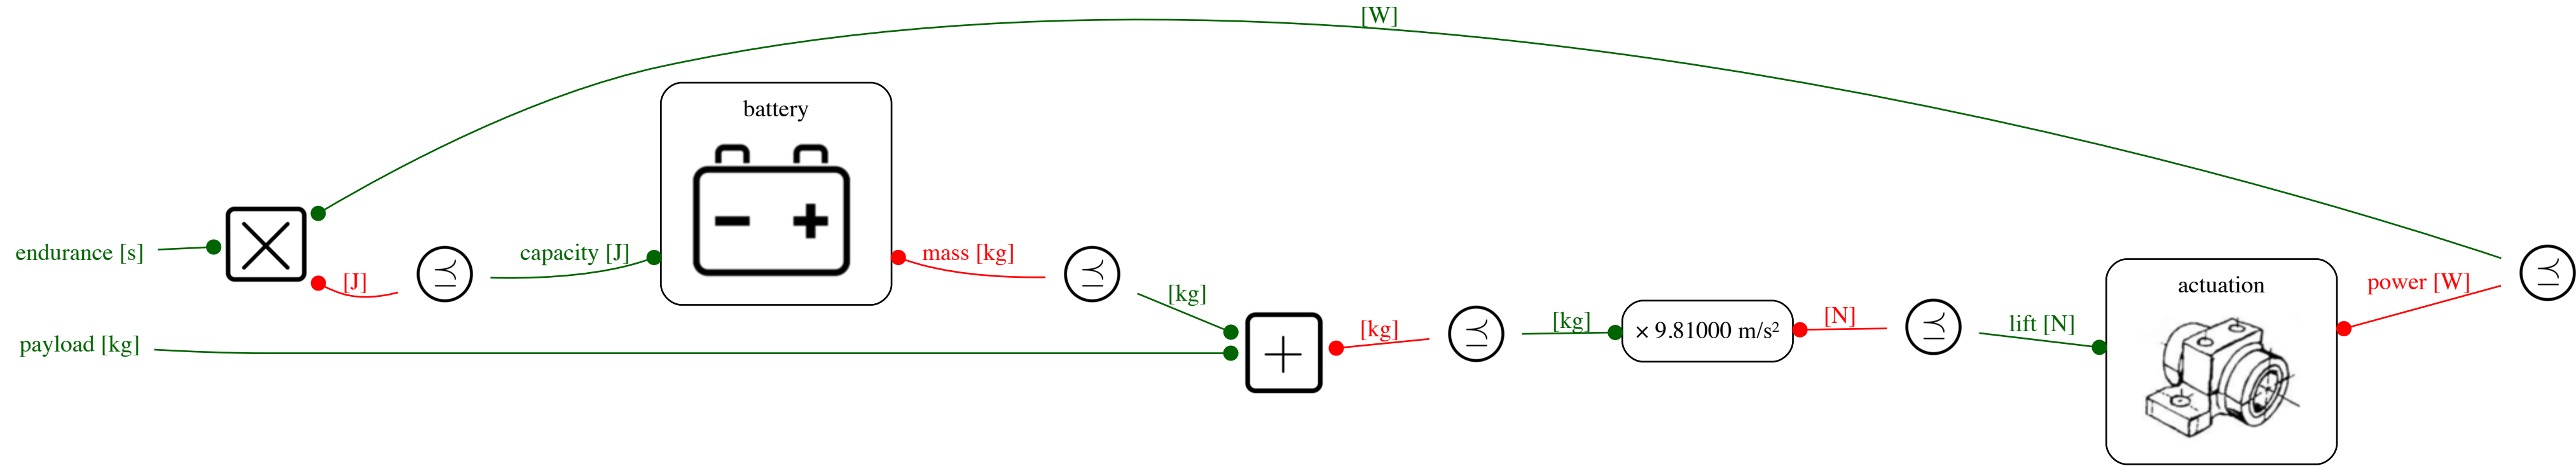 [W]
battery
endurance [s]
[J]
⪯
capacity [J]
mass [kg]
⪯
[kg]
payload [kg]
+
[kg]
⪯
[kg]
× 9.81000 m/s²
[N]
⪯
lift [N]
actuation
power [W]
⪯